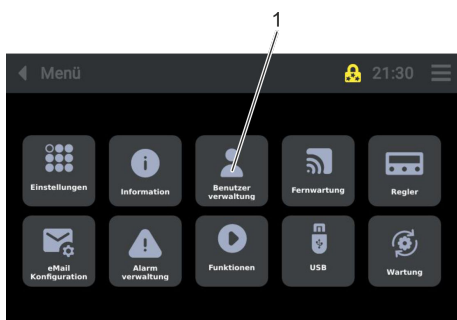 1
Menü
21:30
Einstellungen
Information
Benutzer
verwaltung
Fernwartung
Regler
eMail
Konfiguration
Alarm
verwaltung
Funktionen
USB
Wartung